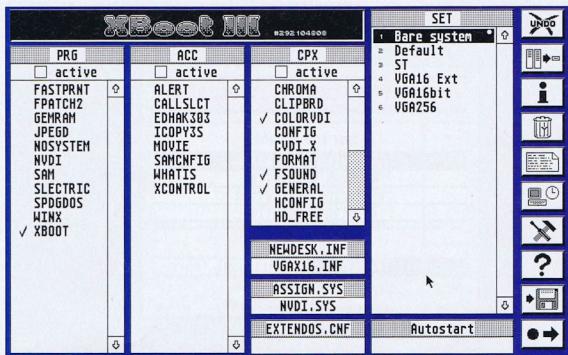 XBoot III #292104808
PRG
active
FASTPRNT
FPATCH2
GEMRAM
JPEGD
NOSYSTEM
NVDI
SAM
SLECTRIC
SPDGDOS
WINX
✓ XBOOT
ACC
active
ALERT
CALLSLCT
EDHAK303
ICOPY3S
MOVIE
SAMCNFIG
WHATIS
XCONTROL
CPX
active
CHROMA
CLIPBRD
✓ COLORVDI
CONFIG
CVDI_X
FORMAT
✓ FSOUND
✓ GENERAL
HCONFIG
HD_FREE
NEWDESK.INF
VGAX16.INF
ASSIGN.SYS
NVDI.SYS
EXTENDOS.CNF
SET
1 Bare system
2 Default
3 ST
4 VGA16 Ext
5 VGA16bit
6 VGA256
Autostart
UNDO
i
?